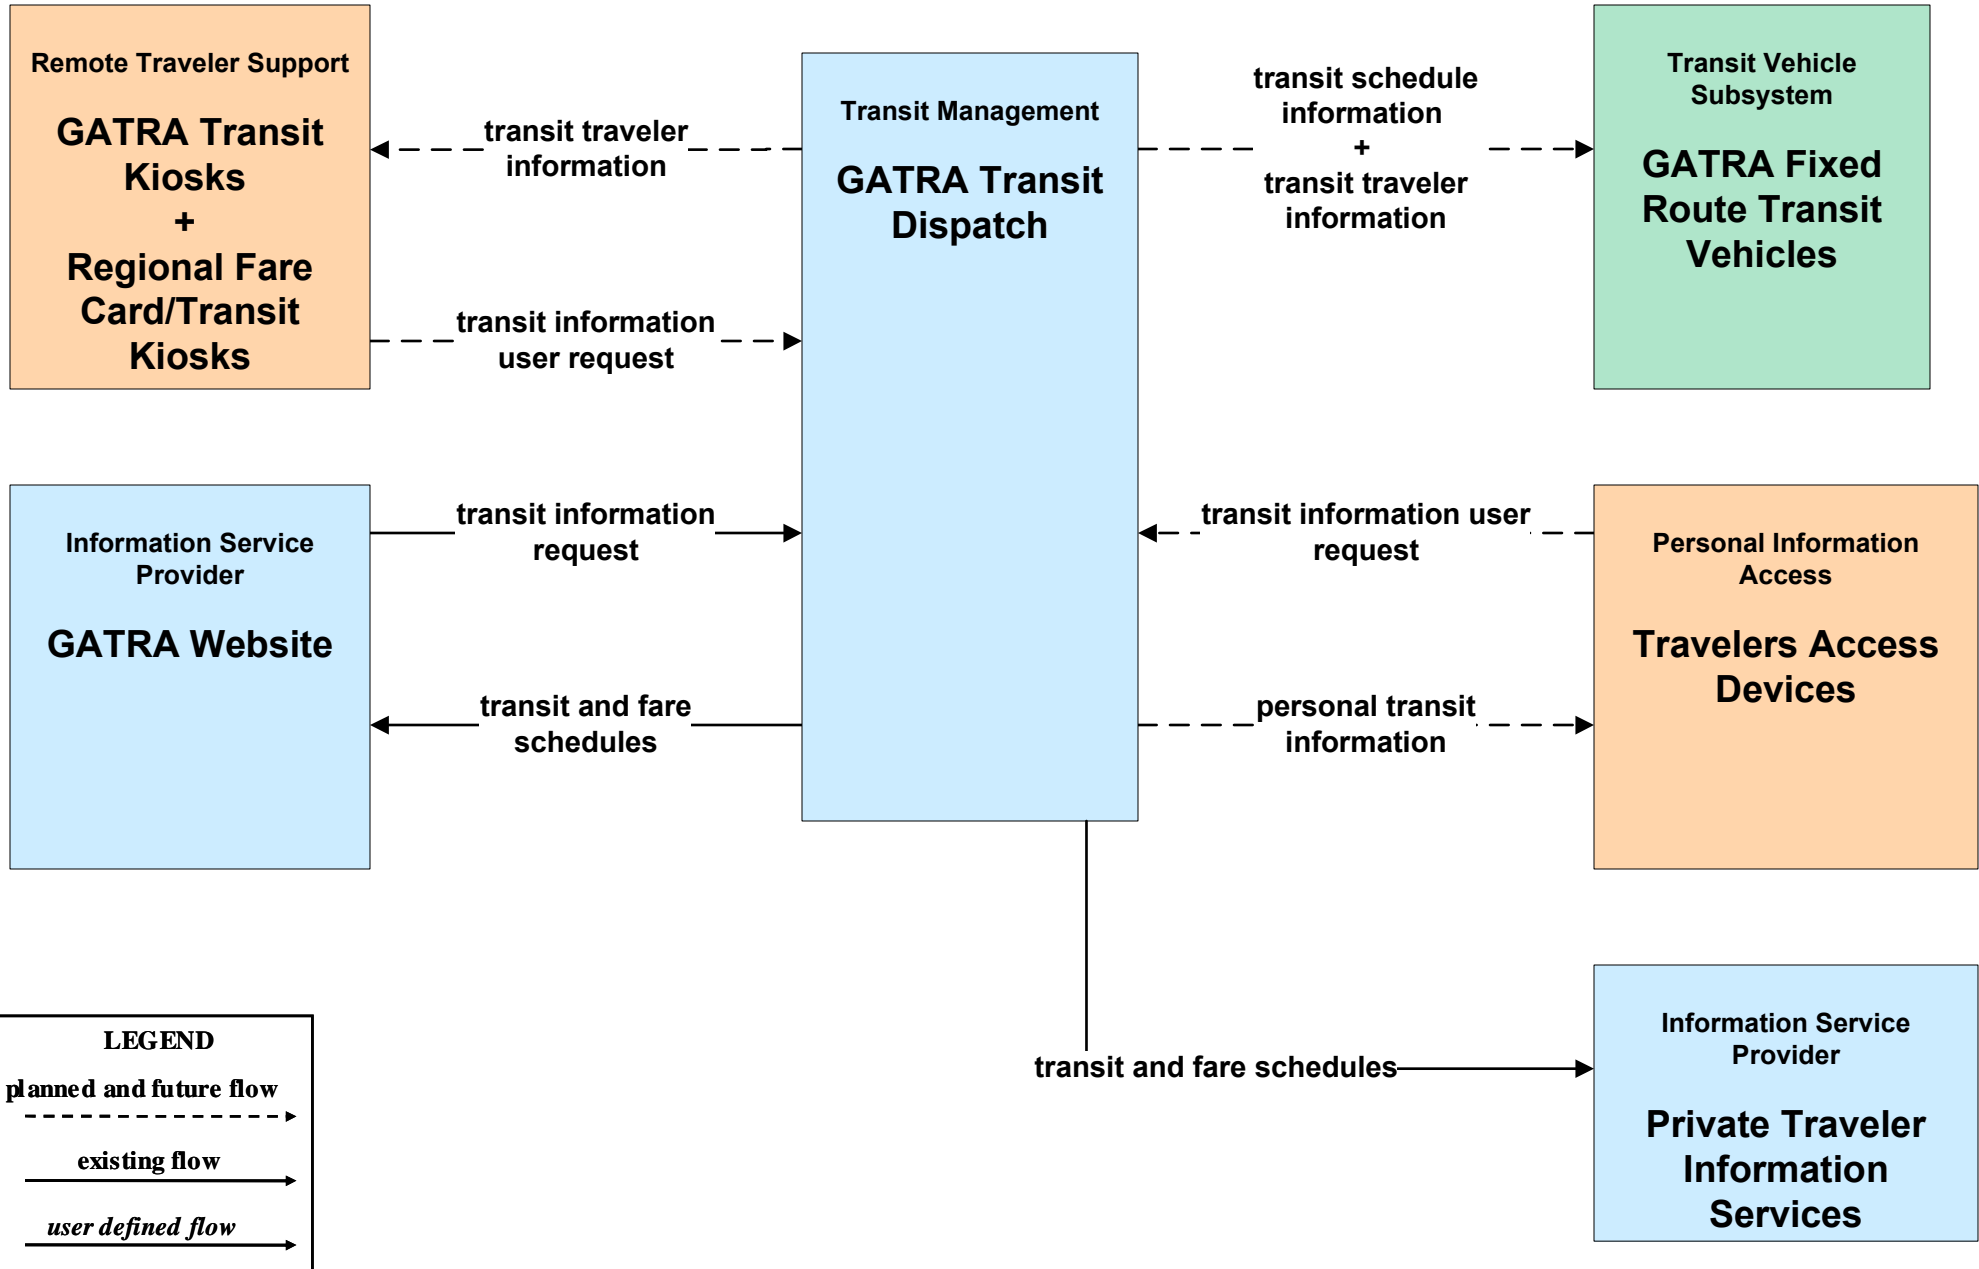 Remote Traveler Support
GATRA Transit
Kiosks
+
Regional Fare
Card/Transit
Kiosks
transit traveler
information
transit information
user request
Transit Management
GATRA Transit
Dispatch
transit schedule
information
+
transit traveler
information
Transit Vehicle
Subsystem
GATRA Fixed
Route Transit
Vehicles
Information Service
Provider
GATRA Website
transit information
request
transit and fare
schedules
transit information user
request
personal transit
information
Personal Information
Access
Travelers Access
Devices
transit and fare schedules
Information Service
Provider
Private Traveler
Information
Services
LEGEND
planned and future flow
existing flow
user defined flow